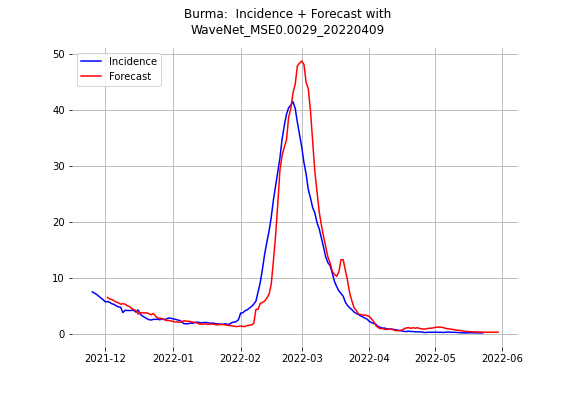 Burma:  Incidence + Forecast with
WaveNet_MSE0.0029_20220409
Incidence
Forecast
50
40
30
20
10
0
2021-12 2022-01 2022-02 2022-03 2022-04 2022-05 2022-06